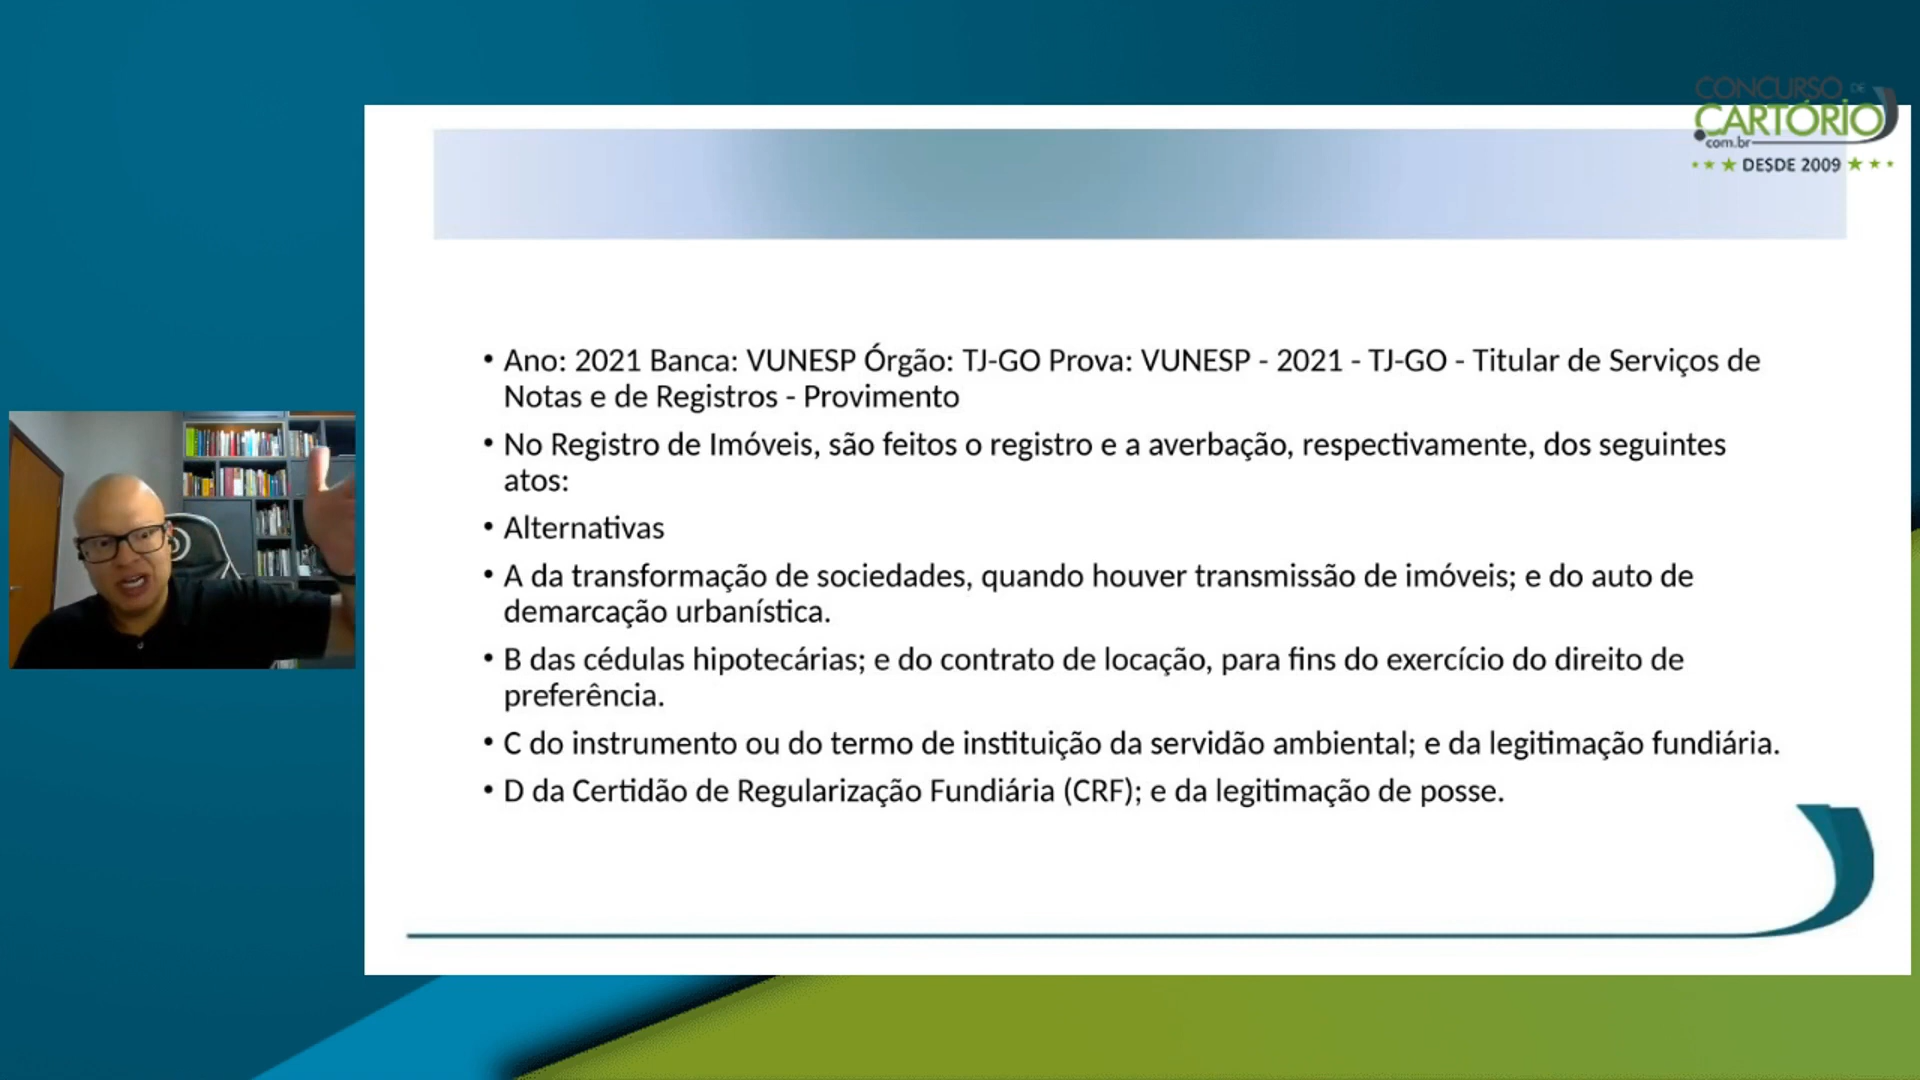 CONCURSO DE
CARTÓRIO
.com.br
DESDE 2009
• Ano: 2021 Banca: VUNESP Órgão: TJ-GO Prova: VUNESP - 2021 - TJ-GO - Titular de Serviços de
Notas e de Registros - Provimento
• No Registro de Imóveis, são feitos o registro e a averbação, respectivamente, dos seguintes
atos:
• Alternativas
• A da transformação de sociedades, quando houver transmissão de imóveis; e do auto de
demarcação urbanística.
• B das cédulas hipotecárias; e do contrato de locação, para fins do exercício do direito de
preferência.
• C do instrumento ou do termo de instituição da servidão ambiental; e da legitimação fundiária.
• D da Certidão de Regularização Fundiária (CRF); e da legitimação de posse.